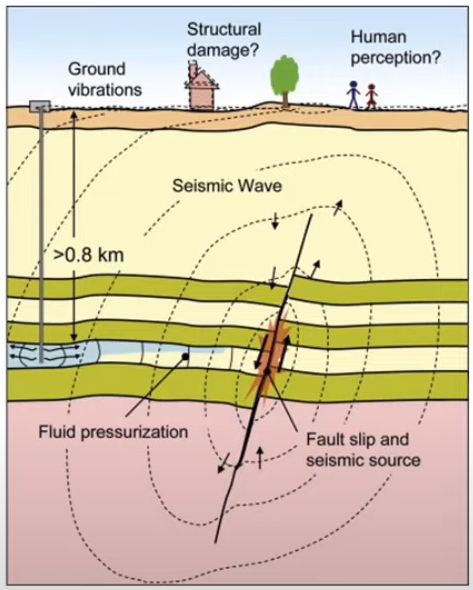 Structural
damage?
Human
perception?
Ground
vibrations
Seismic Wave
>0.8 km
Fluid pressurization
Fault slip and
seismic source